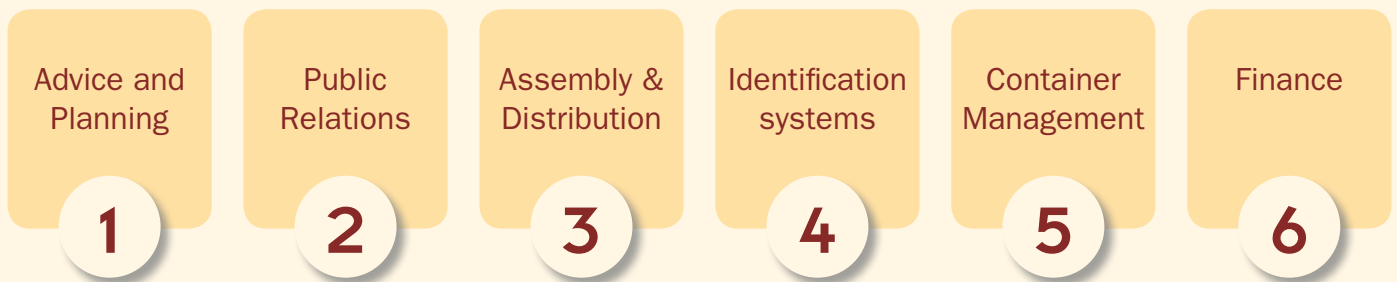 Advice and
Planning
1
Public
Relations
2
Assembly &
Distribution
3
Identification
systems
4
Container
Management
5
Finance
6